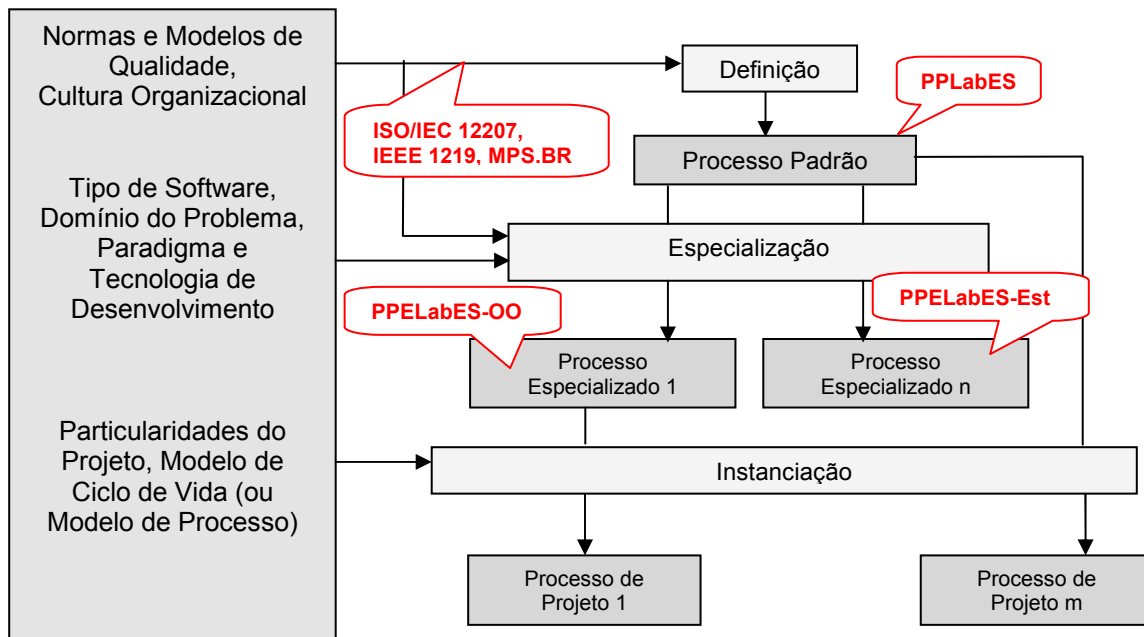 Normas e Modelos de
Qualidade,
Cultura Organizacional
Tipo de Software,
Domínio do Problema,
Paradigma e
Tecnologia de
Desenvolvimento
Particularidades do
Projeto, Modelo de
Ciclo de Vida (ou
Modelo de Processo)
Definição
PPLabES
ISO/IEC 12207,
IEEE 1219, MPS.BR
Processo Padrão
Especialização
PPELabES-OO
PPELabES-Est
Processo
Especializado 1
Processo
Especializado n
Instanciação
Processo de
Projeto 1
Processo de
Projeto m